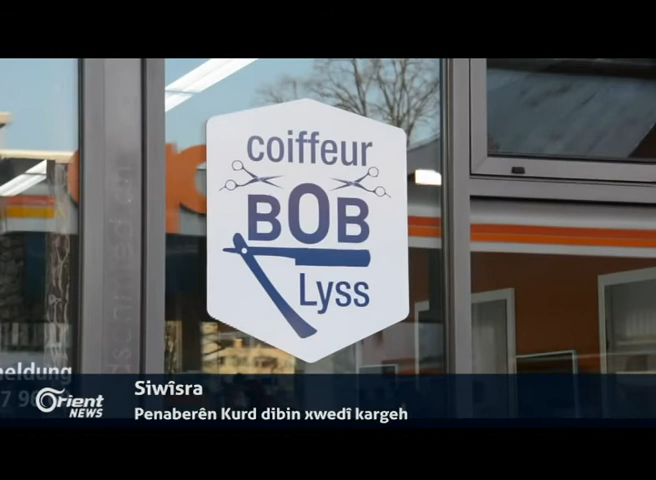 coiffeur
BOB
Lyss
Orient
NEWS
Siwîsra
Penaberên Kurd dibin xwedî kargeh